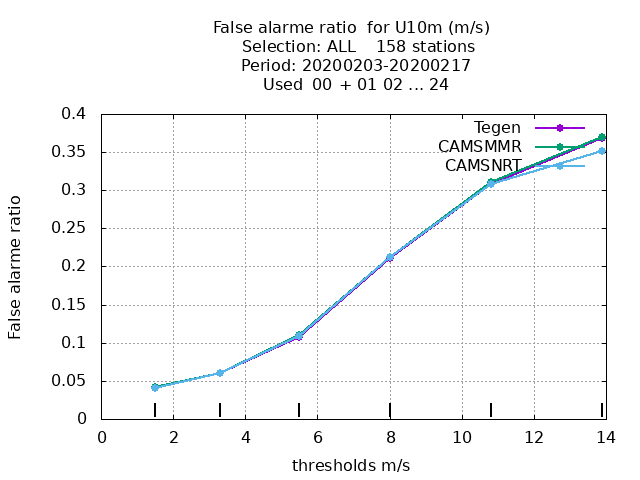 False alarme ratio  for U10m (m/s)
Selection: ALL    158 stations
Period: 20200203-20200217
Used  00 + 01 02 ... 24
Tegen
CAMSMMR
CAMSNRT
False alarme ratio
0.4
0.35
0.3
0.25
0.2
0.15
0.1
0.05
0
0 2 4 6 8 10 12 14
thresholds m/s